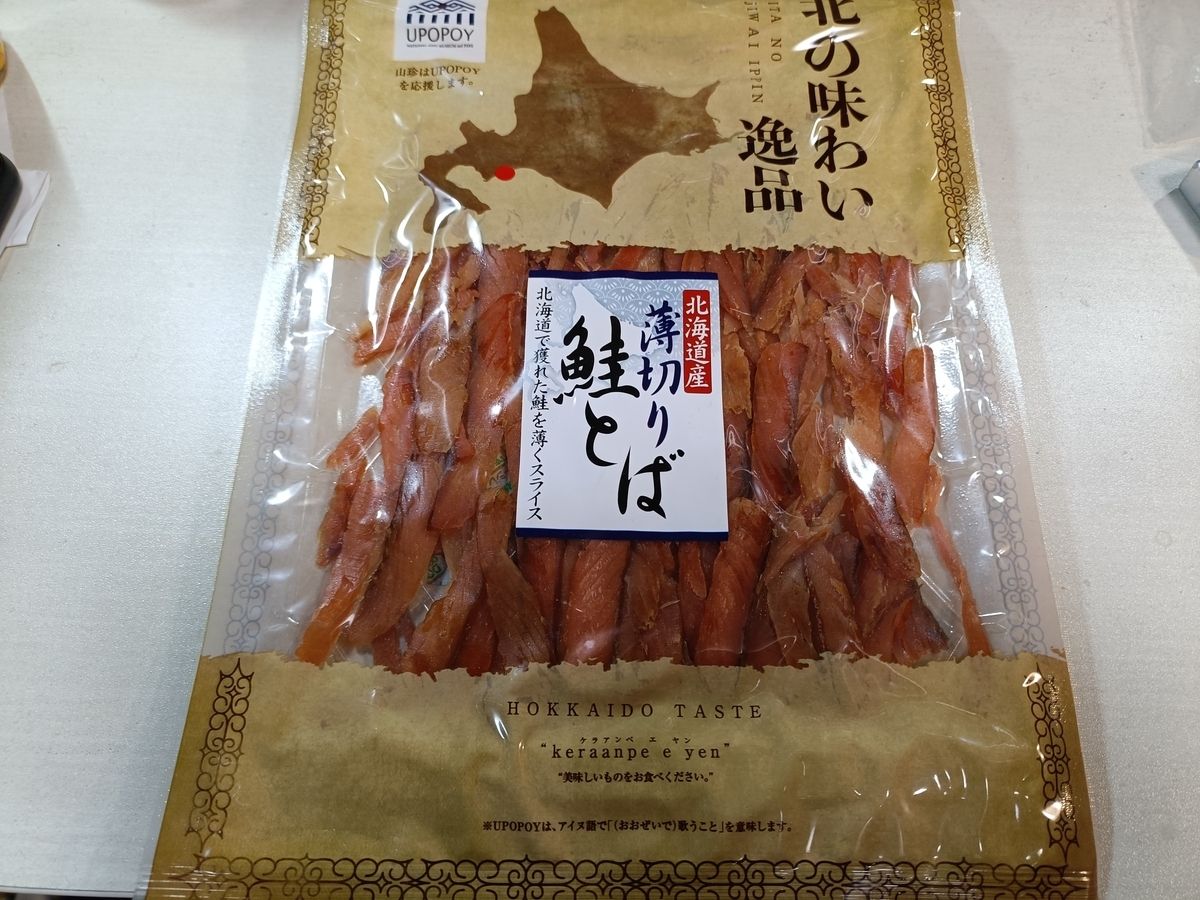 UPOPOY
山珍はUPOPOY
を応援します。
北の味わい
逸品
北海道産
薄切り
鮭とば
北海道で獲れた鮭を薄くスライス
HOKKAIDO TASTE
ケラアンペ エ ヤン
“keraanpe e yen”
“美味しいものをお食べください。”
※UPOPOYは、アイヌ語で「(おおぜいで)歌うこと」を意味します。